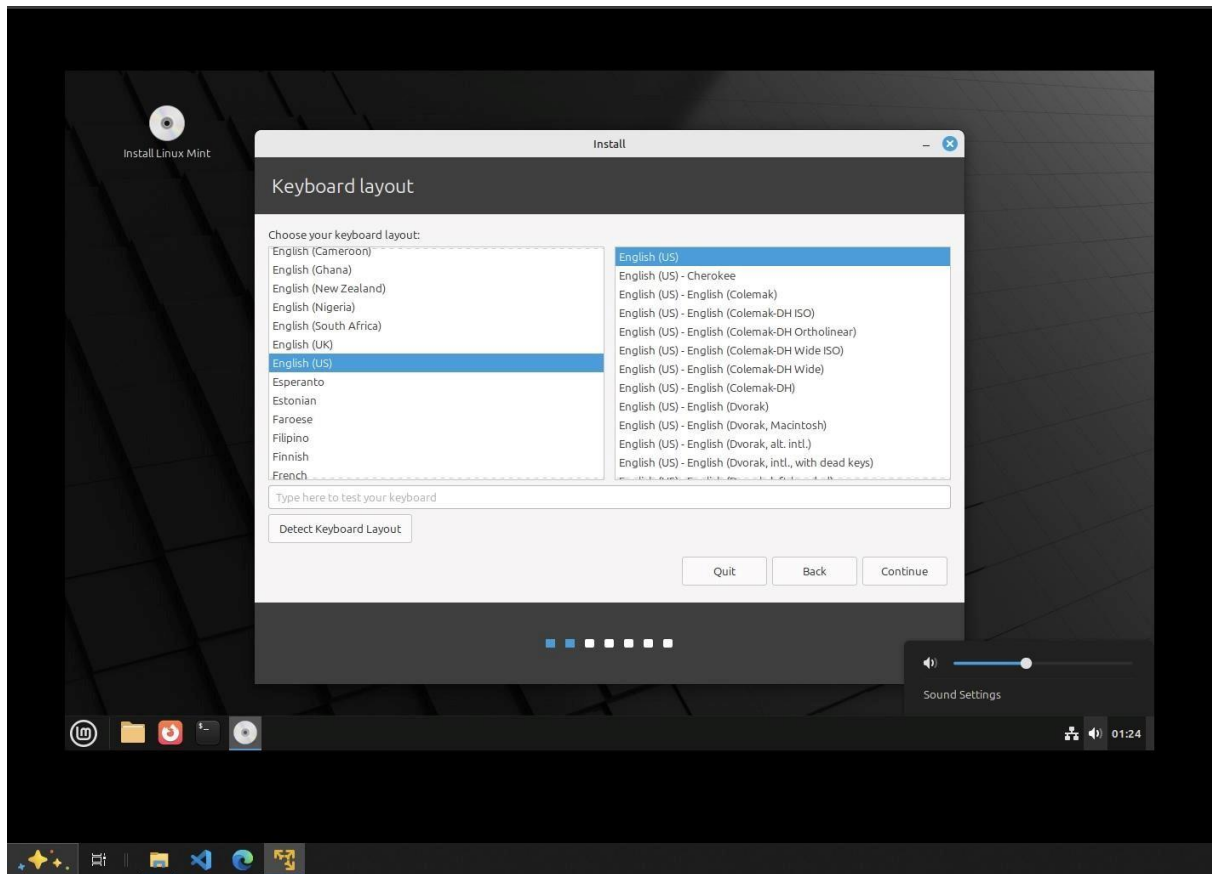 Install Linux Mint
Install
Keyboard layout
Choose your keyboard layout:
English (Cameroon)
English (Ghana)
English (New Zealand)
English (Nigeria)
English (South Africa)
English (UK)
English (US)
Esperanto
Estonian
Faroese
Filipino
Finnish
French
English (US)
English (US) - Cherokee
English (US) - English (Colemak)
English (US) - English (Colemak-DH ISO)
English (US) - English (Colemak-DH Ortholinear)
English (US) - English (Colemak-DH Wide ISO)
English (US) - English (Colemak-DH Wide)
English (US) - English (Colemak-DH)
English (US) - English (Dvorak)
English (US) - English (Dvorak, Macintosh)
English (US) - English (Dvorak, alt. intl.)
English (US) - English (Dvorak, intl., with dead keys)
Type here to test your keyboard
Detect Keyboard Layout
Quit Back Continue
Sound Settings
01:24